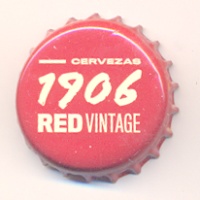 CERVEZAS
1906
RED VINTAGE